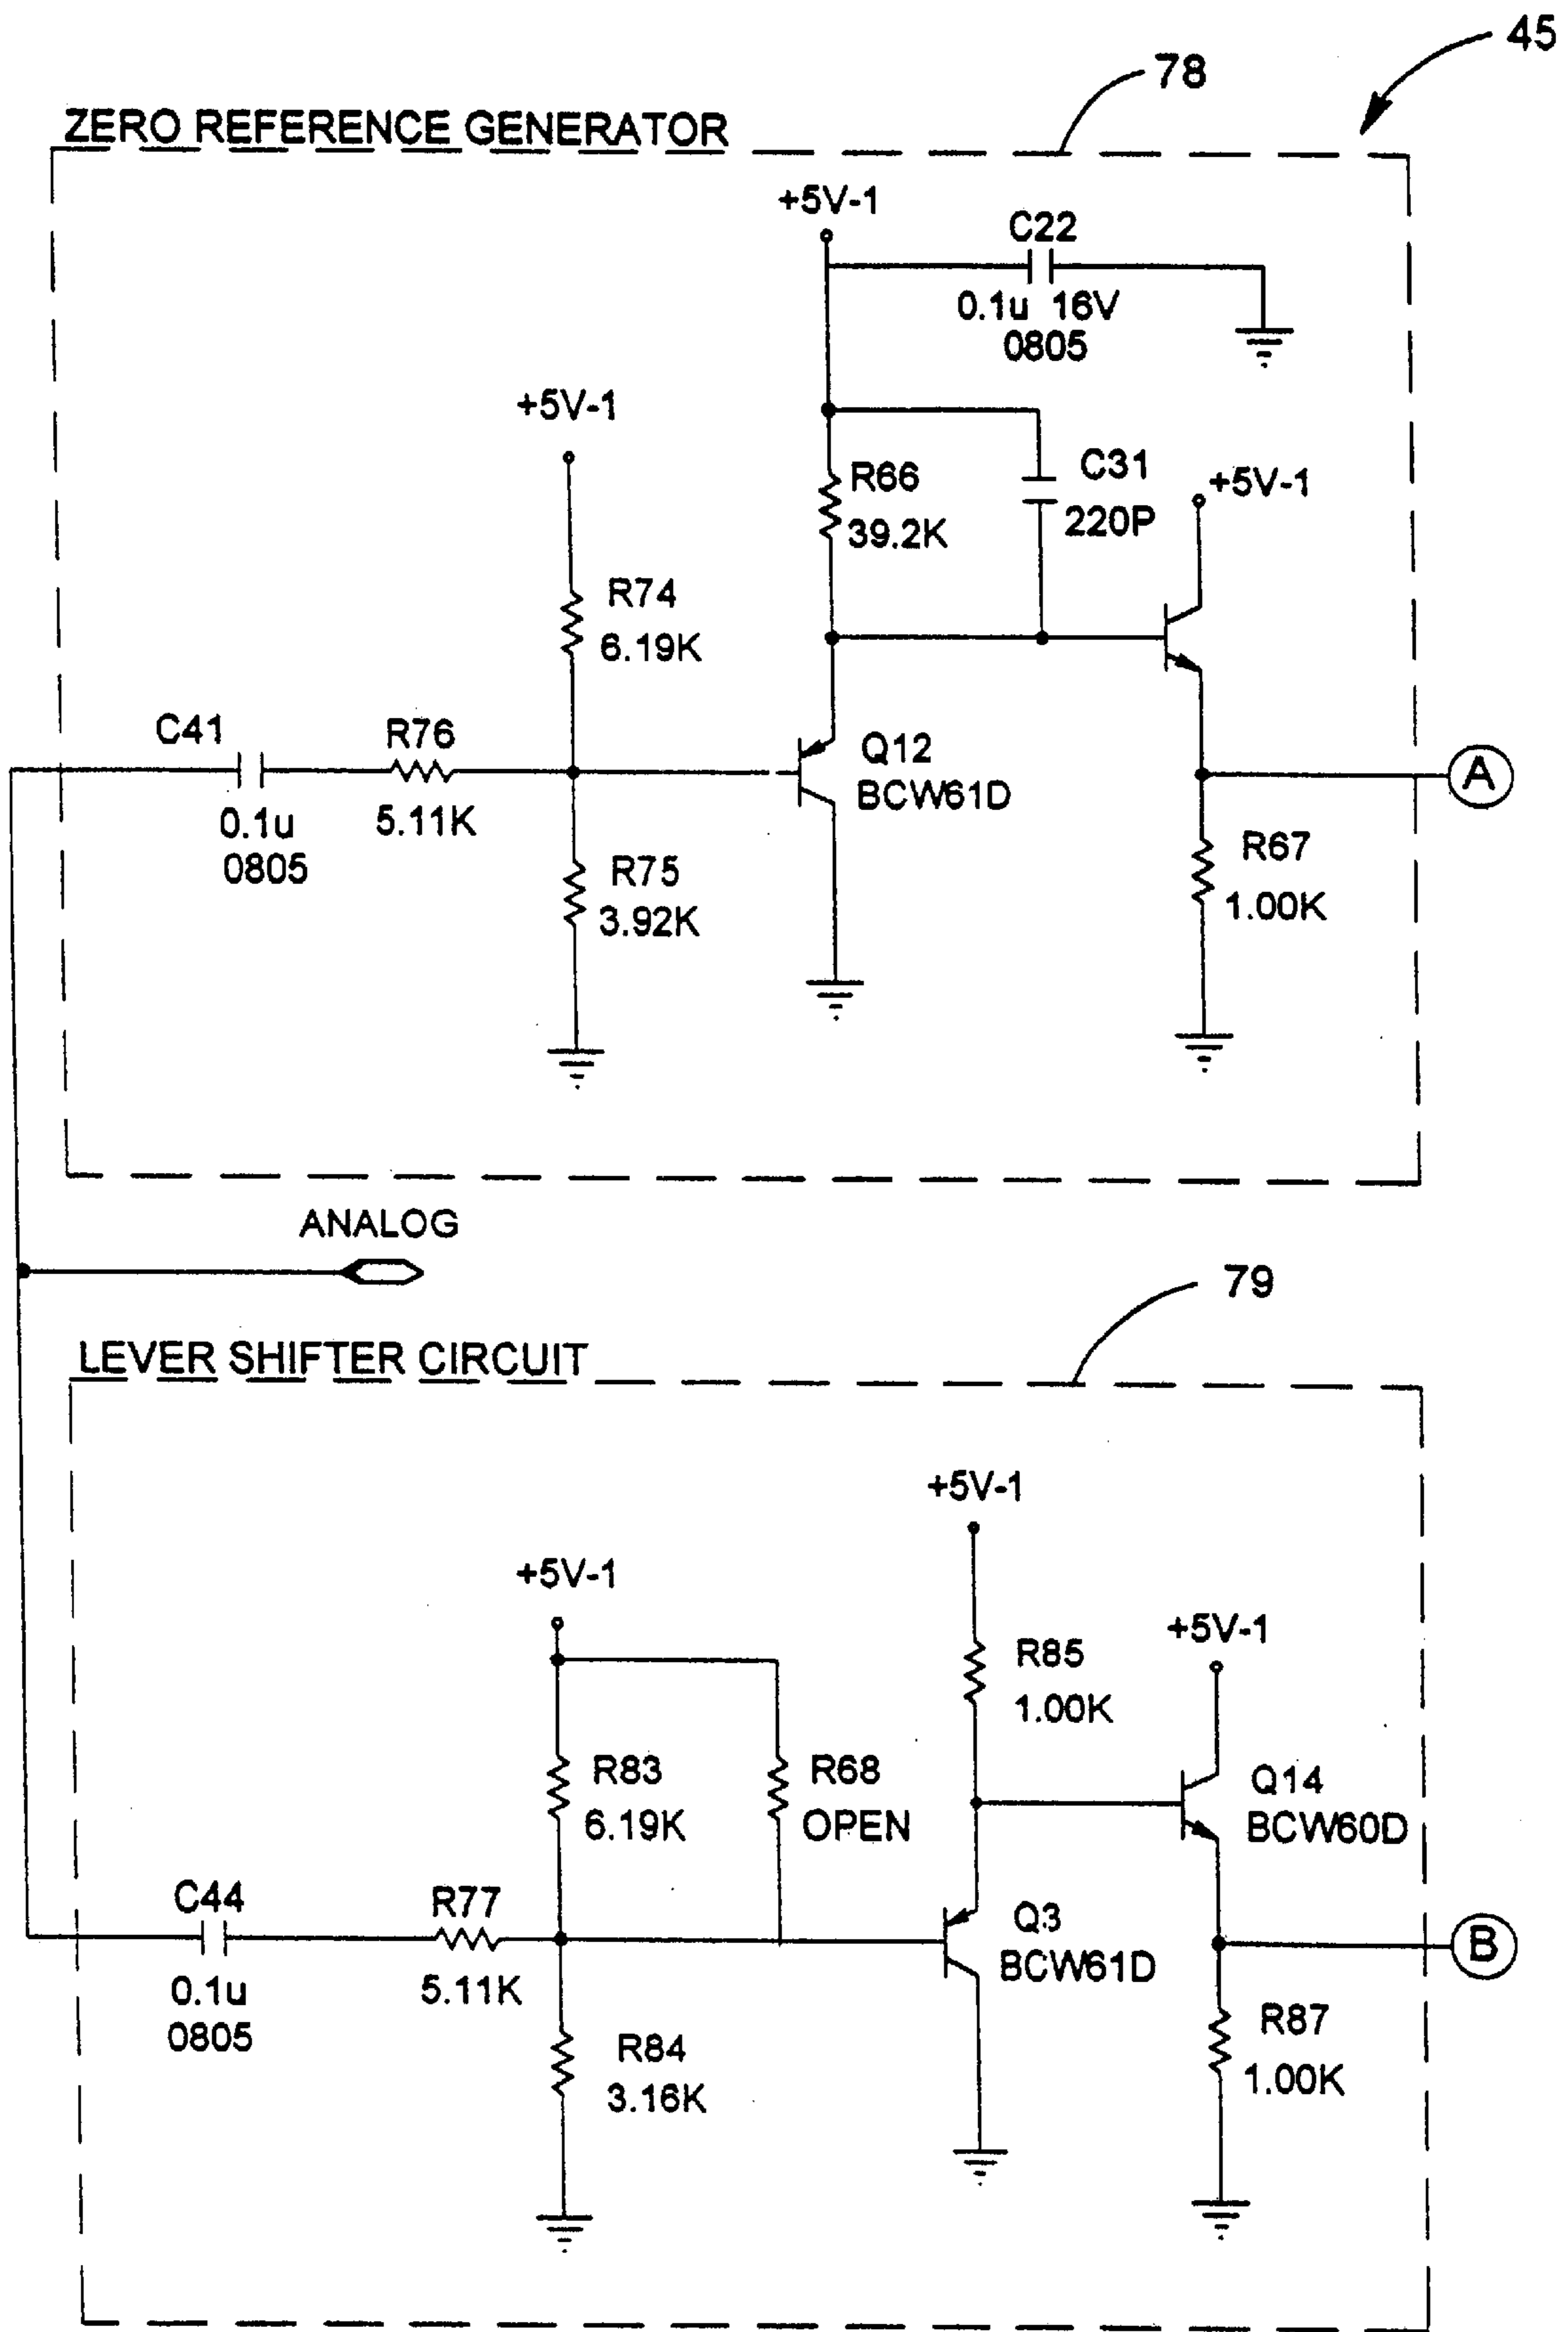 45
78
ZERO REFERENCE GENERATOR
+5V-1
C22
0.1u 16V
0805
+5V-1
R66
39.2K
C31
220P
+5V-1
R74
6.19K
C41
0.1u
0805
R76
5.11K
Q12
BCW61D
A
R75
3.92K
R67
1.00K
ANALOG
79
LEVER SHIFTER CIRCUIT
+5V-1
+5V-1
R85
1.00K
+5V-1
R83
6.19K
R68
OPEN
Q14
BCW60D
C44
0.1u
0805
R77
5.11K
Q3
BCW61D
B
R84
3.16K
R87
1.00K